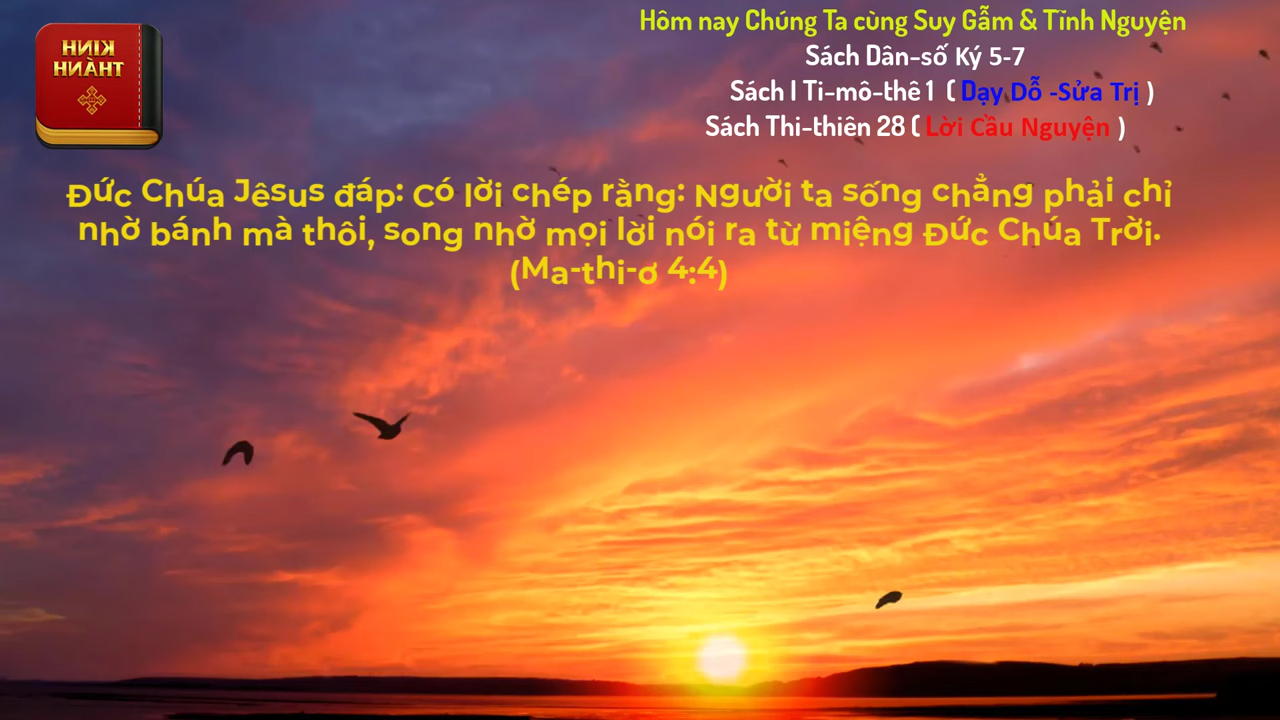 KINH
THÀNH
Hôm nay Chúng Ta cùng Suy Gẫm & Tĩnh Nguyện
Sách Dân-số Ký 5-7
Sách I Ti-mô-thê 1 ( Dạy Dỗ -Sửa Trị )
Sách Thi-thiên 28 ( Lời Cầu Nguyện )
Đức Chúa Jêsus đáp: Có lời chép rằng: Người ta sống chẳng phải chỉ
nhờ bánh mà thôi, song nhờ mọi lời nói ra từ miệng Đức Chúa Trời.
(Ma-thi-ơ 4:4)